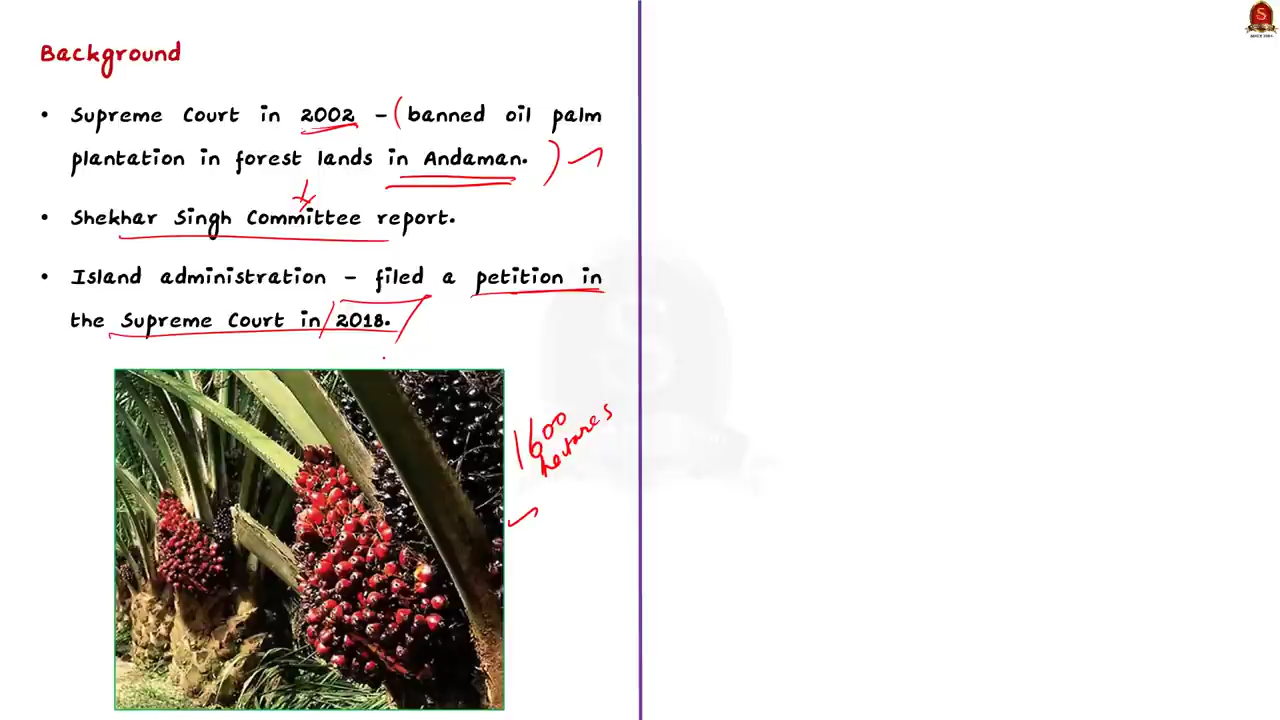 Background
• Supreme Court in 2002 – (banned oil palm
plantation in forest lands in Andaman. )
• Shekhar Singh Committee report.
• Island administration – filed a petition in
the Supreme Court in 2018.
1600
hectares
S